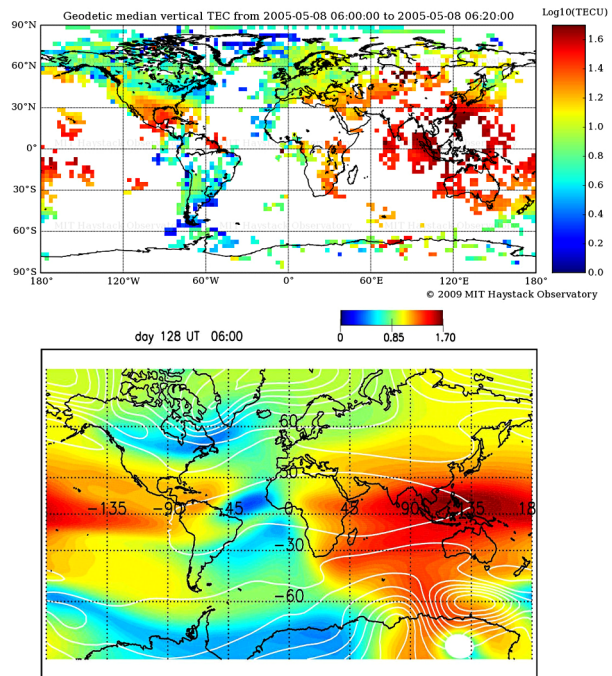 Geodetic median vertical TEC from 2005-05-08 06:00:00 to 2005-05-08 06:20:00
Log10(TECU)
90°N
60°N
30°N
0°
30°S
60°S
90°S
180° 120°W 60°W 0° 60°E 120°E 180°
1.6
1.4
1.2
1.0
0.8
0.6
0.4
0.2
0.0
© 2009 MIT Haystack Observatory
day 128 UT 06:00
0 0.85 1.70
60
30
-135 -90 -45 0 45 90 135 18
-30
-60